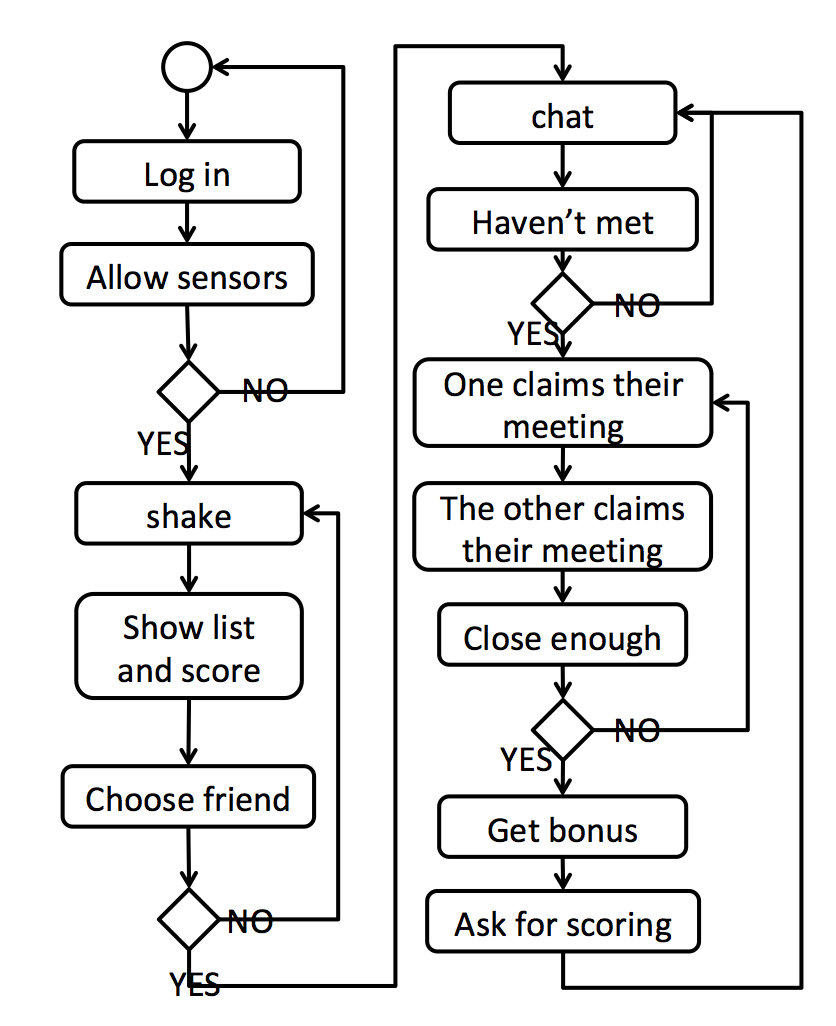 Log in
Allow sensors
NO
YES
shake
Show list
and score
Choose friend
NO
YES
chat
Haven’t met
NO
YES
One claims their
meeting
The other claims
their meeting
Close enough
NO
YES
Get bonus
Ask for scoring